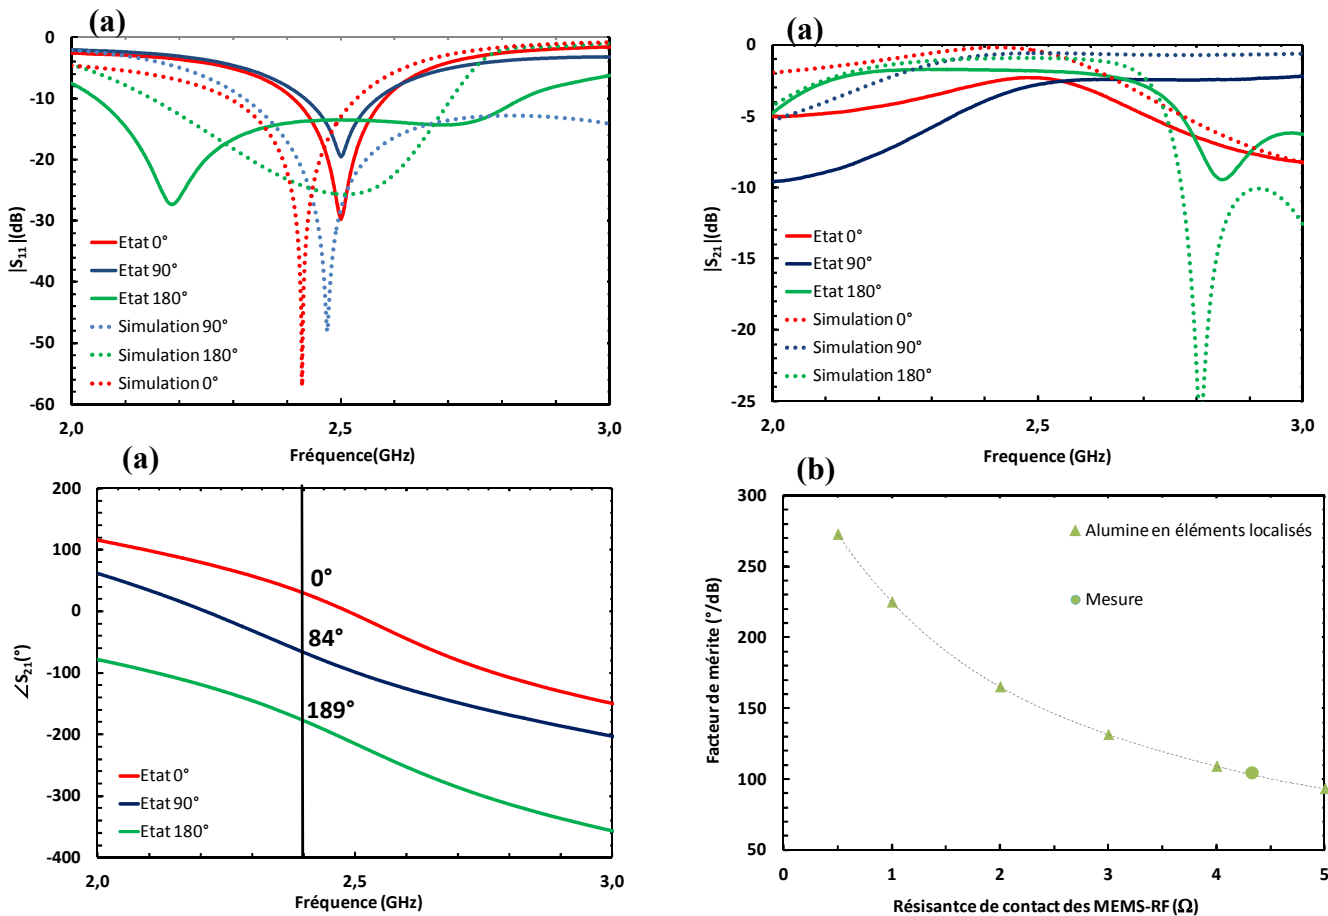 (a)
0
-10
-20
-30
-40
-50
-60
|S11|(dB)
Etat 0°
Etat 90°
Etat 180°
Simulation 90°
Simulation 180°
Simulation 0°
2,0
2,5
3,0
Fréquence(GHz)
(a)
0
-5
-10
-15
-20
-25
|S21|(dB)
Etat 0°
Etat 90°
Etat 180°
Simulation 0°
Simulation 90°
Simulation 180°
2,0
2,5
3,0
Frequence (GHz)
(a)
200
100
0
-100
-200
-300
-400
∠S21(°)
0°
84°
189°
Etat 0°
Etat 90°
Etat 180°
2,0
2,5
3,0
Fréquence (GHz)
(b)
300
250
200
150
100
50
Facteur de mérite (°/dB)
Alumine en éléments localisés
Mesure
0
1
2
3
4
5
Résisantce de contact des MEMS-RF (Ω)